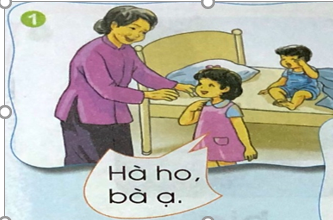 1
Hà ho,
bà ạ.